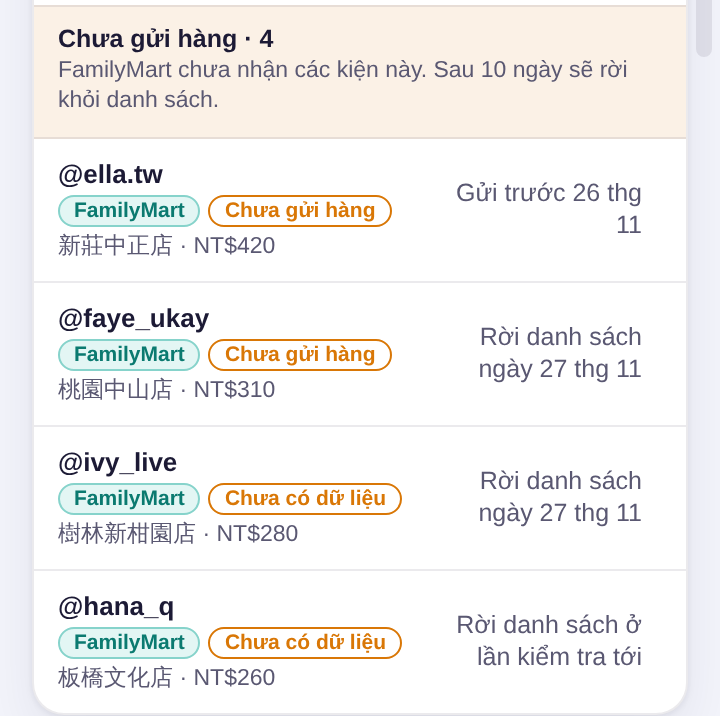 Chưa gửi hàng · 4
FamilyMart chưa nhận các kiện này. Sau 10 ngày sẽ rời
khỏi danh sách.
@ella.tw
FamilyMart Chưa gửi hàng
新莊中正店 · NT$420
Gửi trước 26 thg
11
@faye_ukay
FamilyMart Chưa gửi hàng
桃園中山店 · NT$310
Rời danh sách
ngày 27 thg 11
@ivy_live
FamilyMart Chưa có dữ liệu
樹林新柑園店 · NT$280
Rời danh sách
ngày 27 thg 11
@hana_q
FamilyMart Chưa có dữ liệu
板橋文化店 · NT$260
Rời danh sách ở
lần kiểm tra tới